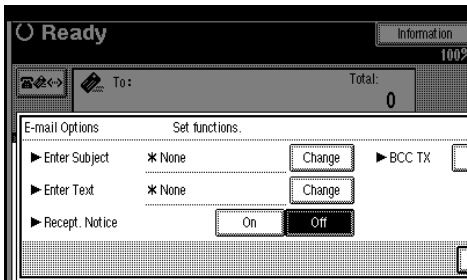 Ready
Information
100%
To:
Total:
0
E-mail Options
Set functions.
► Enter Subject
* None
Change
► BCC TX
► Enter Text
* None
Change
► Recept. Notice
On
Off